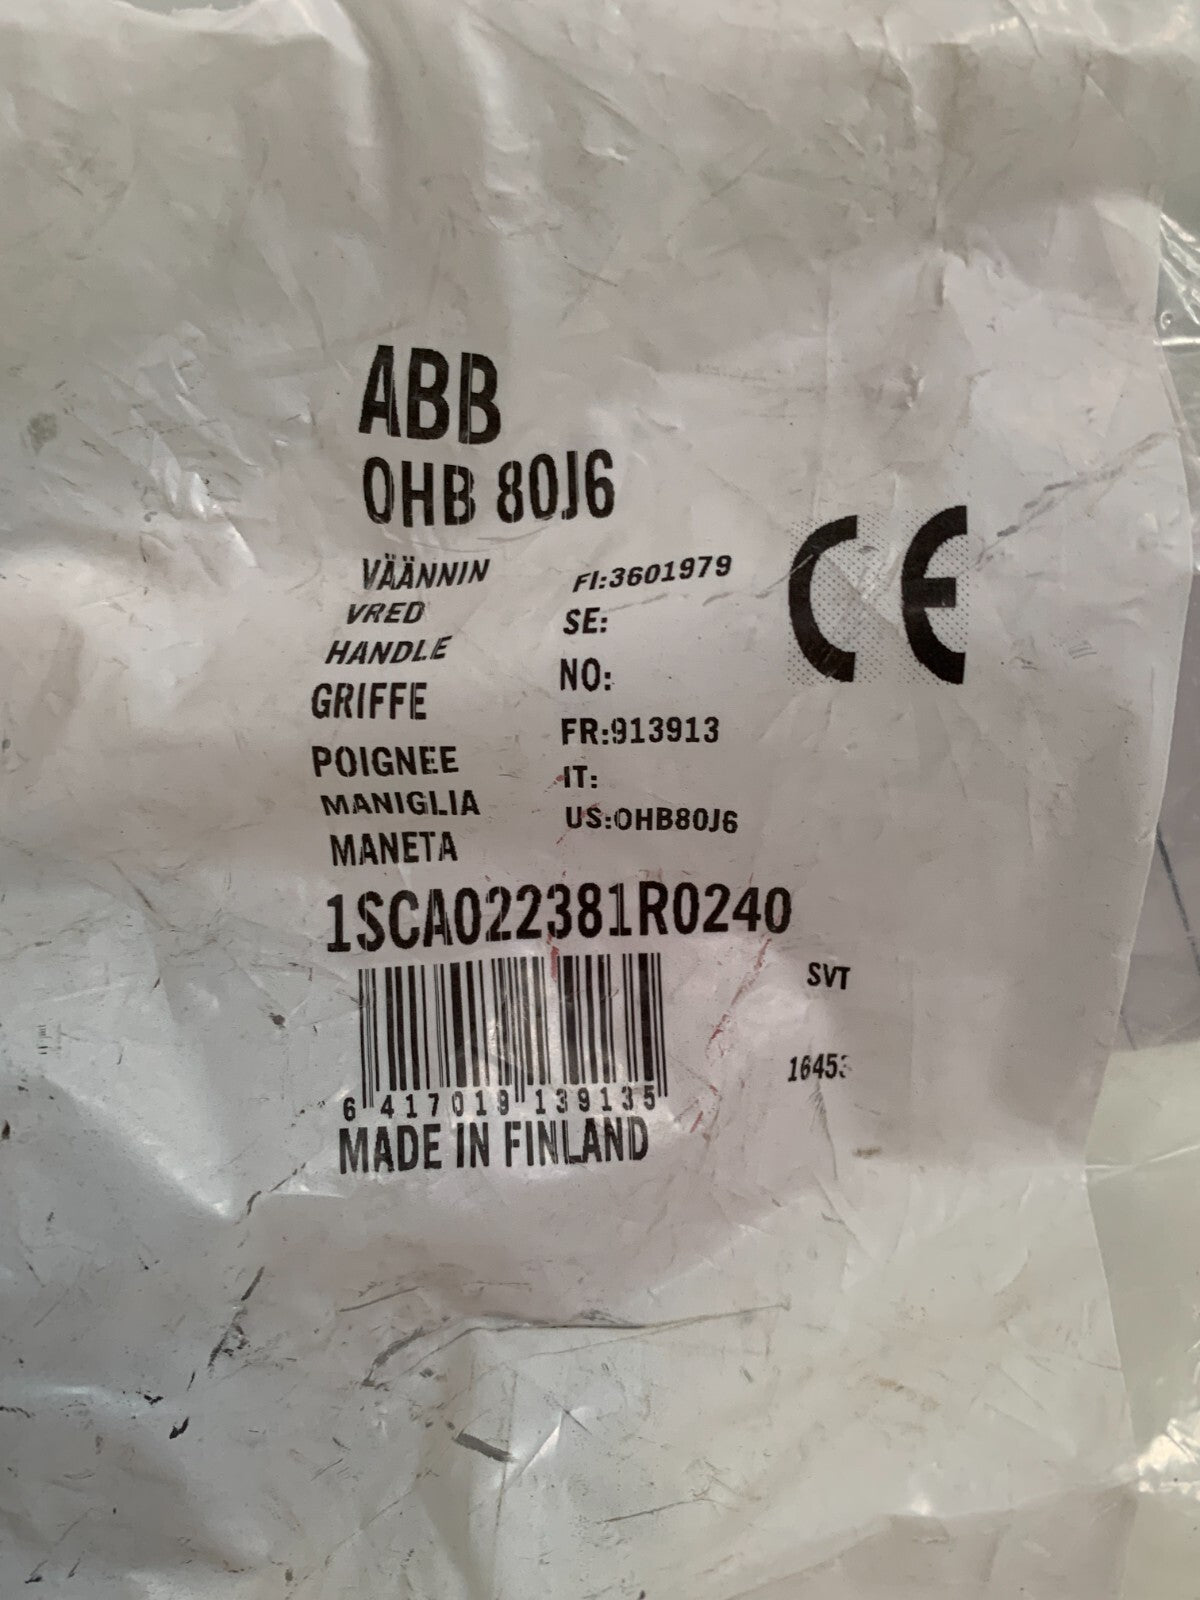 ABB
OHB 80J6
VÄÄNNIN
VRED
HANDLE
GRIFFE
POIGNEE
MANIGLIA
MANETA
FI:3601979
SE:
NO:
FR:913913
IT:
US:OHB80J6
CE
1SCA022381R0240
SVT
6 417019 139135
MADE IN FINLAND